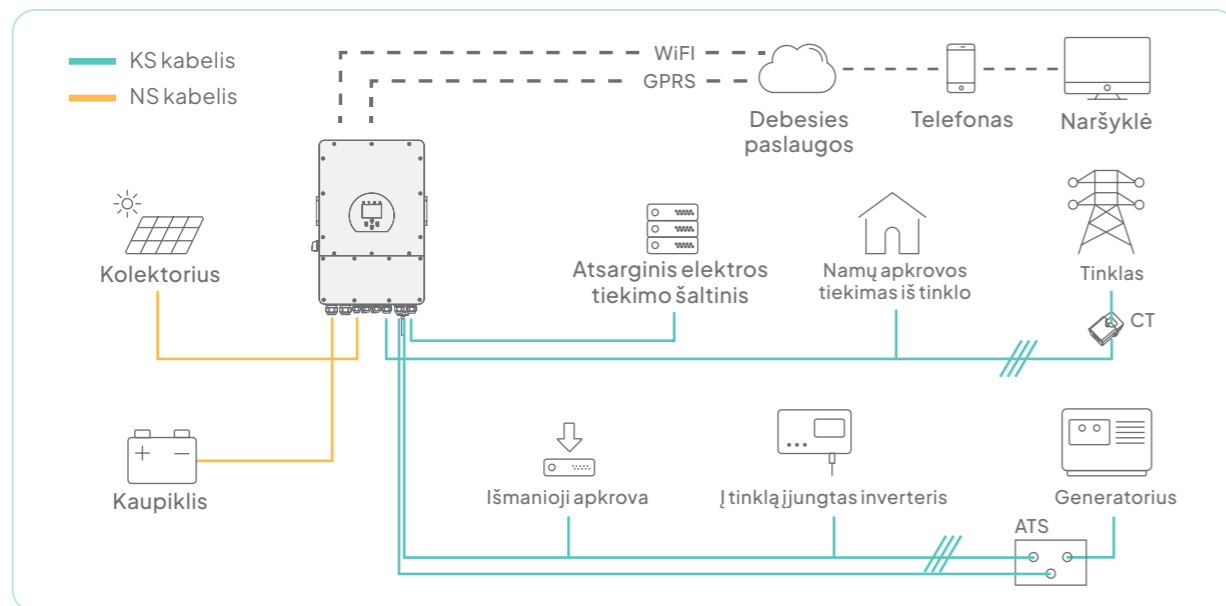 KS kabelis
NS kabelis
WiFI
GPRS
Debesies
paslaugos
Telefonas
Naršyklė
Kolektorius
Atsarginis elektros
tiekimo šaltinis
Namų apkrovos
tiekimas iš tinklo
Tinklas
CT
Kaupiklis
Išmanioji apkrova
Į tinklą įjungtas inverteris
Generatorius
ATS